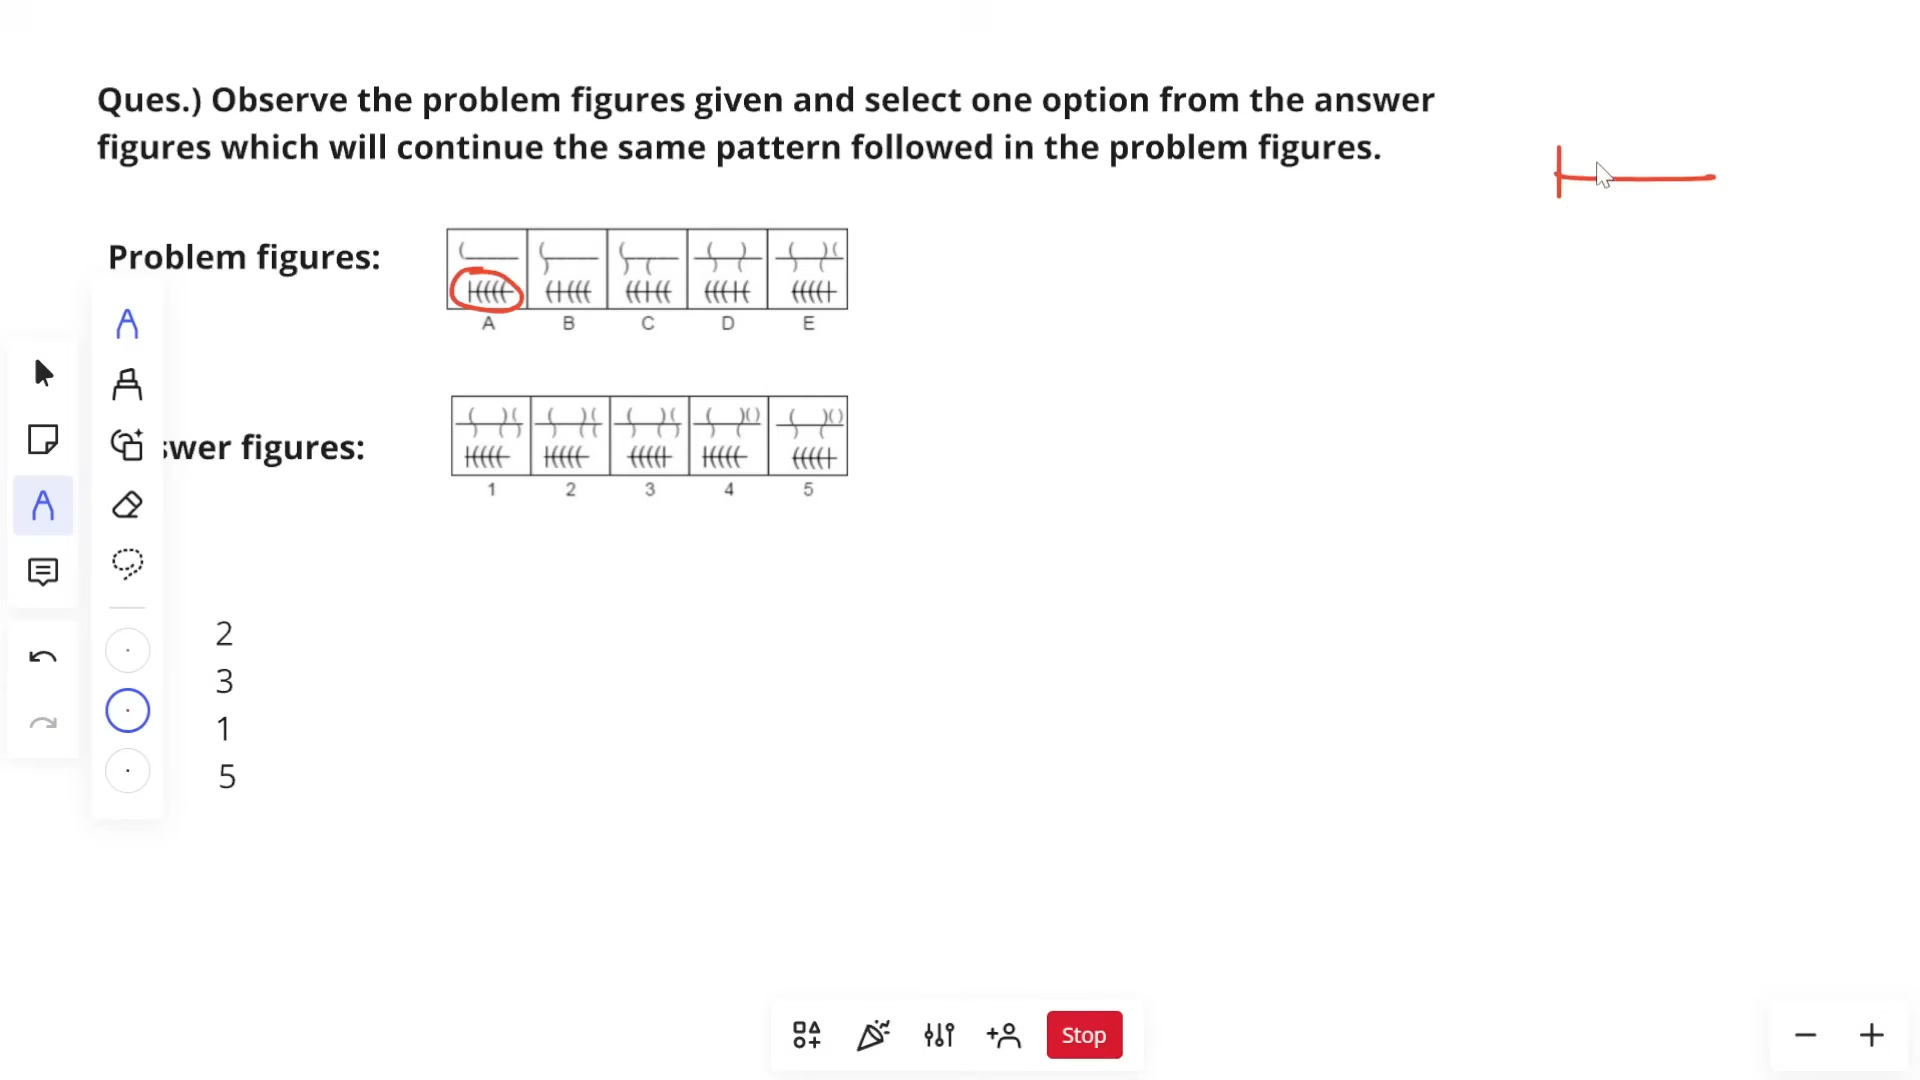 Ques.) Observe the problem figures given and select one option from the answer
figures which will continue the same pattern followed in the problem figures.
Problem figures:
A B C D E
swer figures:
1 2 3 4 5
2
3
1
5
Stop